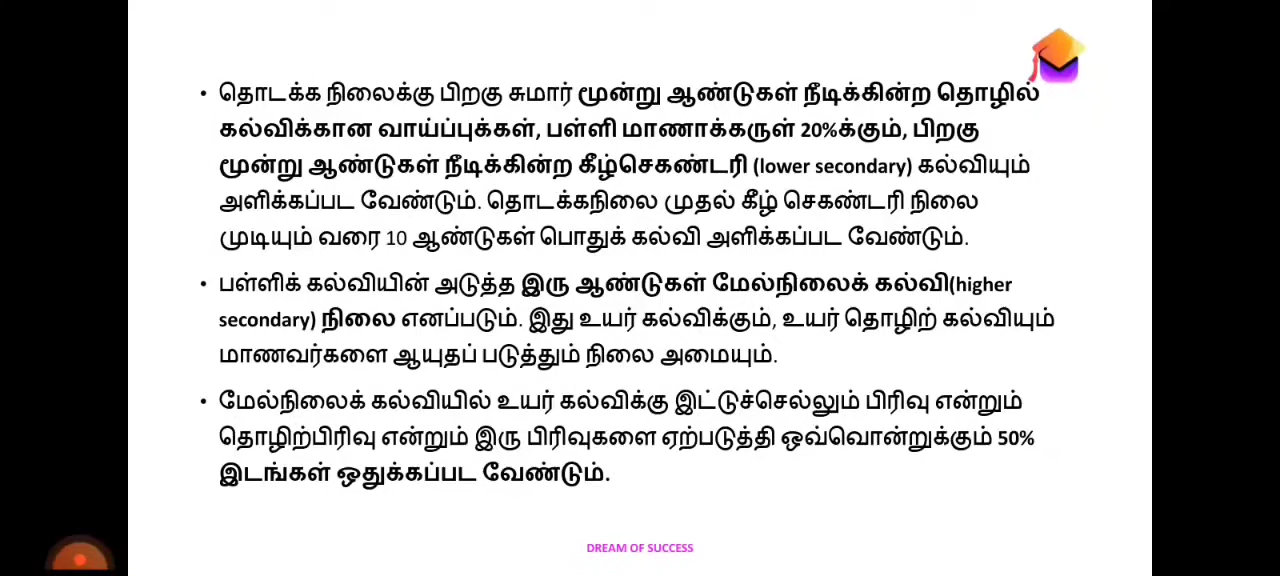 • தொடக்க நிலைக்கு பிறகு சுமார் மூன்று ஆண்டுகள் நீடிக்கின்ற தொழில்
கல்விக்கான வாய்ப்புக்கள், பள்ளி மாணாக்கருள் 20%க்கும், பிறகு
மூன்று ஆண்டுகள் நீடிக்கின்ற கீழ்செகண்டரி (lower secondary) கல்வியும்
அளிக்கப்பட வேண்டும். தொடக்கநிலை முதல் கீழ் செகண்டரி நிலை
முடியும் வரை 10 ஆண்டுகள் பொதுக் கல்வி அளிக்கப்பட வேண்டும்.
• பள்ளிக் கல்வியின் அடுத்த இரு ஆண்டுகள் மேல்நிலைக் கல்வி(higher
secondary) நிலை எனப்படும். இது உயர் கல்விக்கும், உயர் தொழிற் கல்வியும்
மாணவர்களை ஆயுதப் படுத்தும் நிலை அமையும்.
• மேல்நிலைக் கல்வியில் உயர் கல்விக்கு இட்டுச்செல்லும் பிரிவு என்றும்
தொழிற்பிரிவு என்றும் இரு பிரிவுகளை ஏற்படுத்தி ஒவ்வொன்றுக்கும் 50%
இடங்கள் ஒதுக்கப்பட வேண்டும்.
DREAM OF SUCCESS